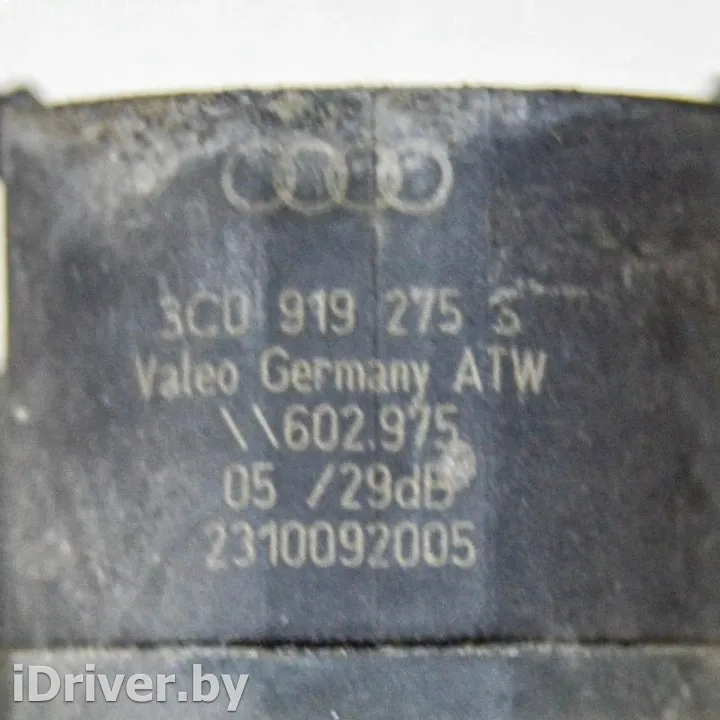 3C0 919 275 S
Valeo Germany ATW
\\602.975
05 /29dB
2310092005
iDriver.by